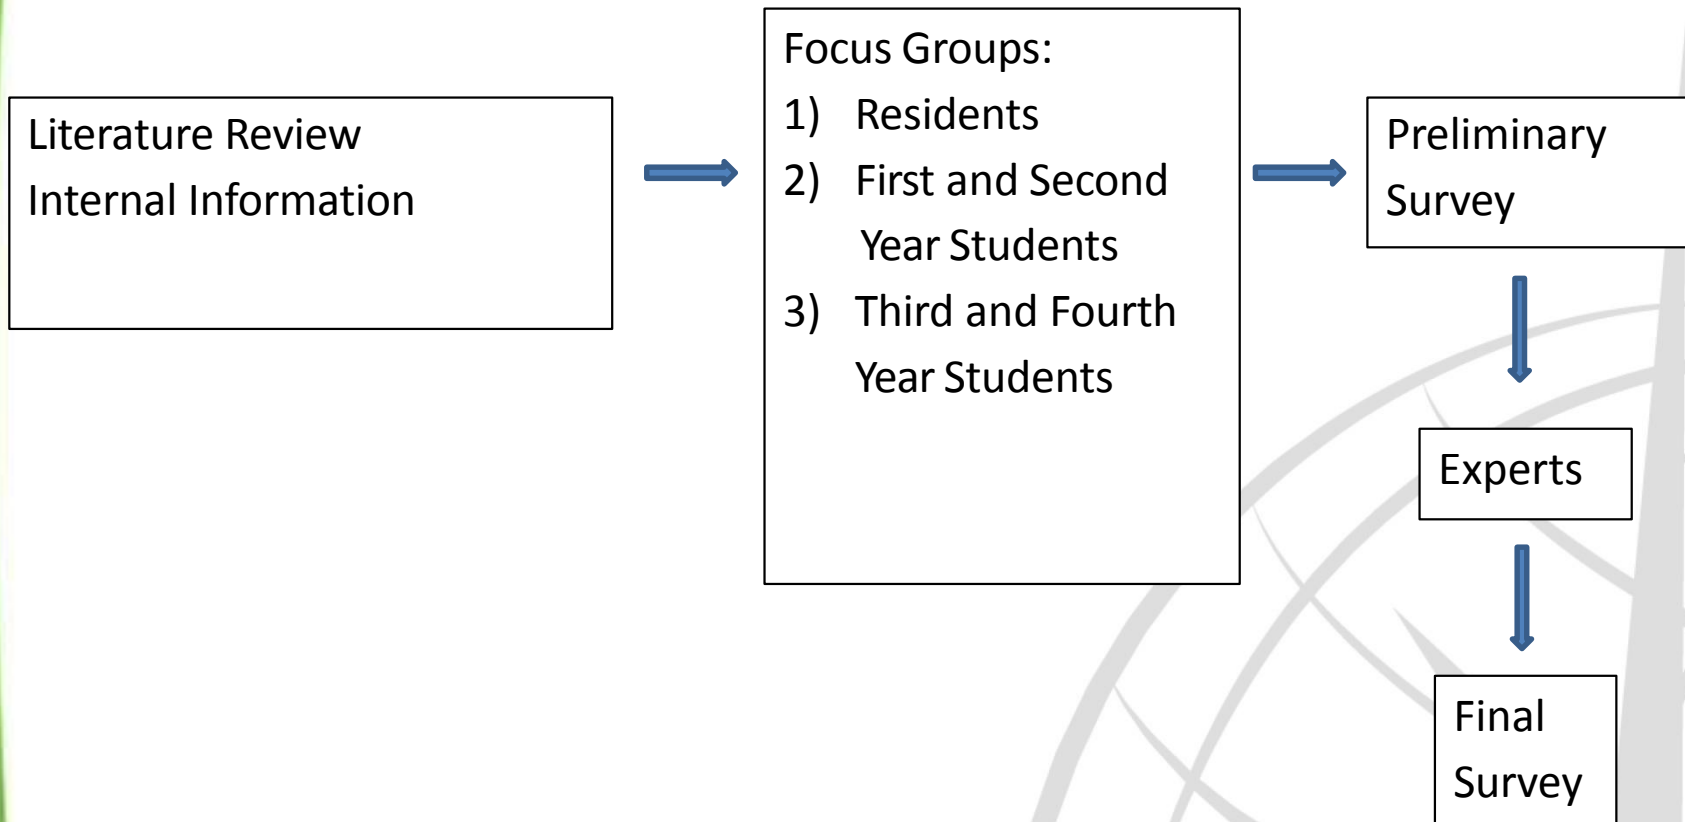 Literature Review
Internal Information
Focus Groups:
1) Residents
2) First and Second
Year Students
3) Third and Fourth
Year Students
Preliminary
Survey
Experts
Final
Survey